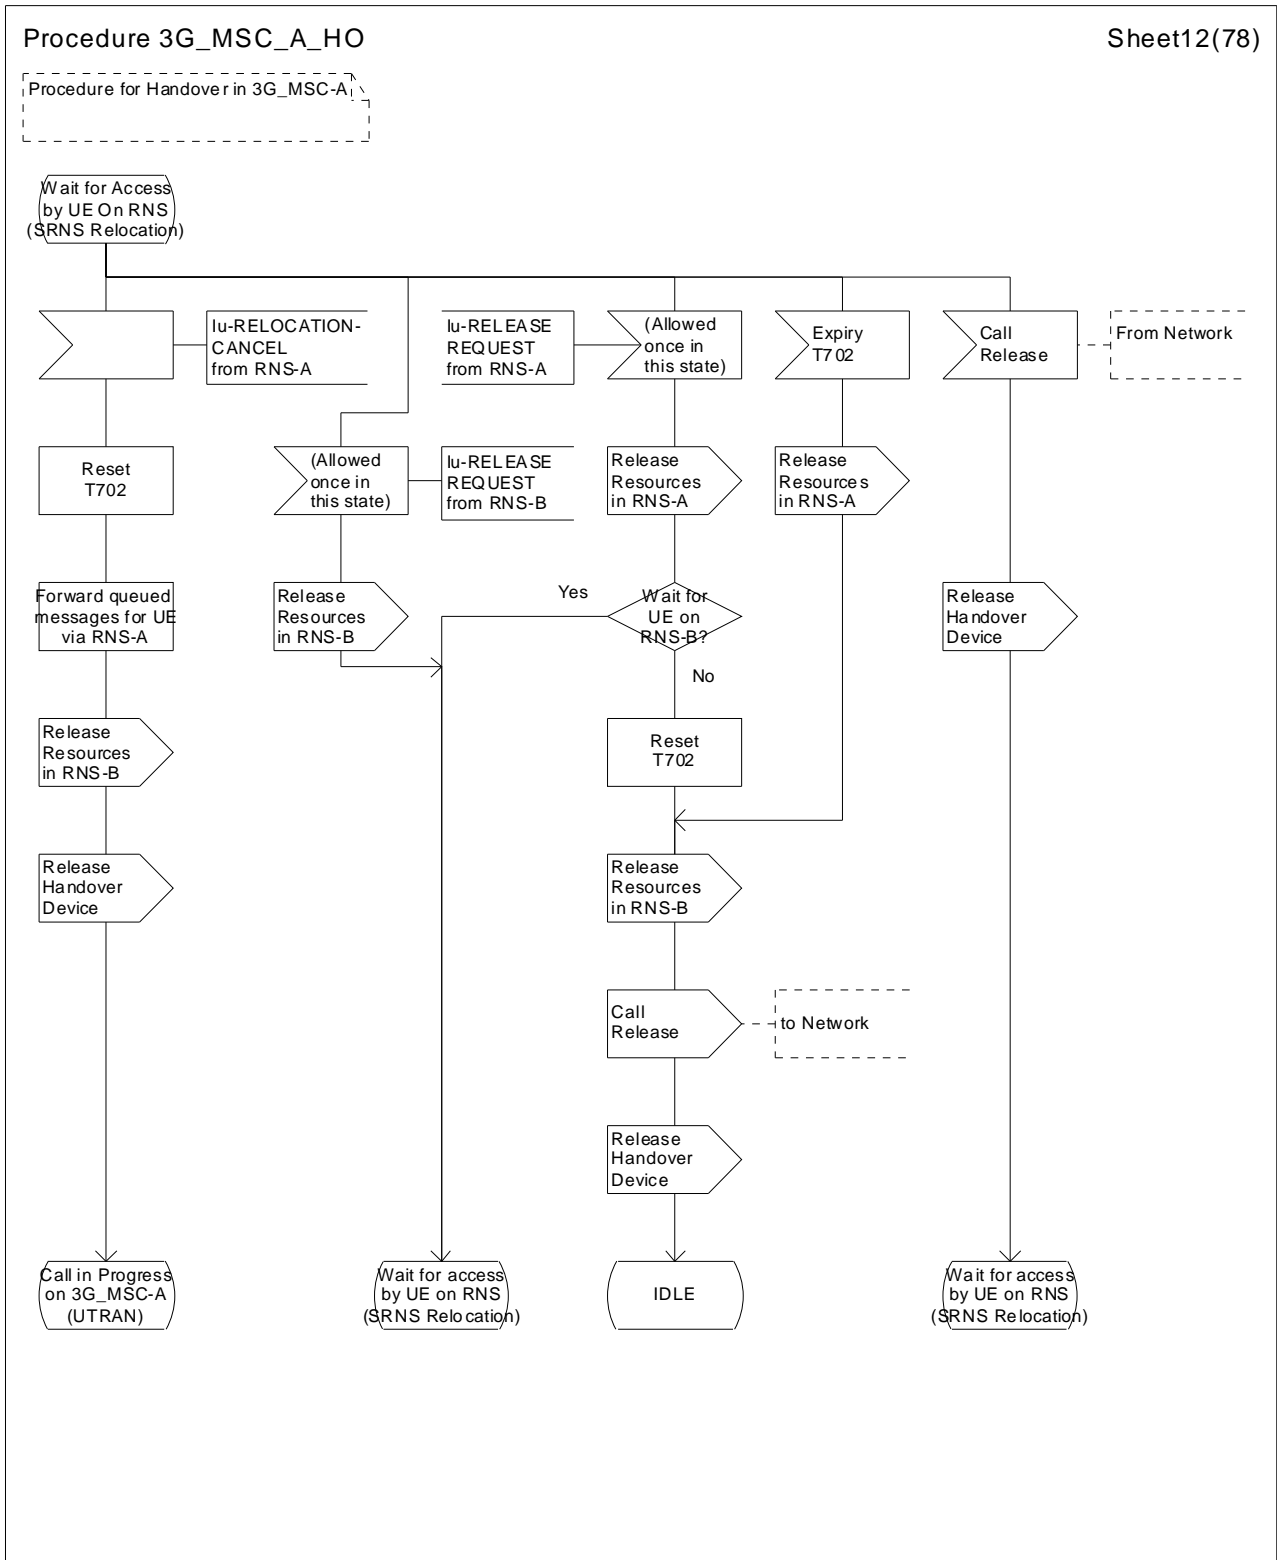 Procedure 3G_MSC_A_HO
Sheet12(78)
Procedure for Handover in 3G_MSC-A
Wait for Access
by UE On RNS
(SRNS Relocation)
Iu-RELOCATION-
CANCEL
from RNS-A
Iu-RELEASE
REQUEST
from RNS-A
(Allowed
once in
this state)
Expiry
T702
Call
Release
From Network
Reset
T702
(Allowed
once in
this state)
Iu-RELEASE
REQUEST
from RNS-B
Release
Resources
in RNS-A
Release
Resources
in RNS-A
Forward queued
messages for UE
via RNS-A
Release
Resources
in RNS-B
Yes
Wait for
UE on
RNS-B?
Release
Handover
Device
No
Release
Resources
in RNS-B
Reset
T702
Release
Handover
Device
Release
Resources
in RNS-B
Call
Release
to Network
Release
Handover
Device
Call in Progress
on 3G_MSC-A
(UTRAN)
Wait for access
by UE on RNS
(SRNS Relocation)
IDLE
Wait for access
by UE on RNS
(SRNS Relocation)